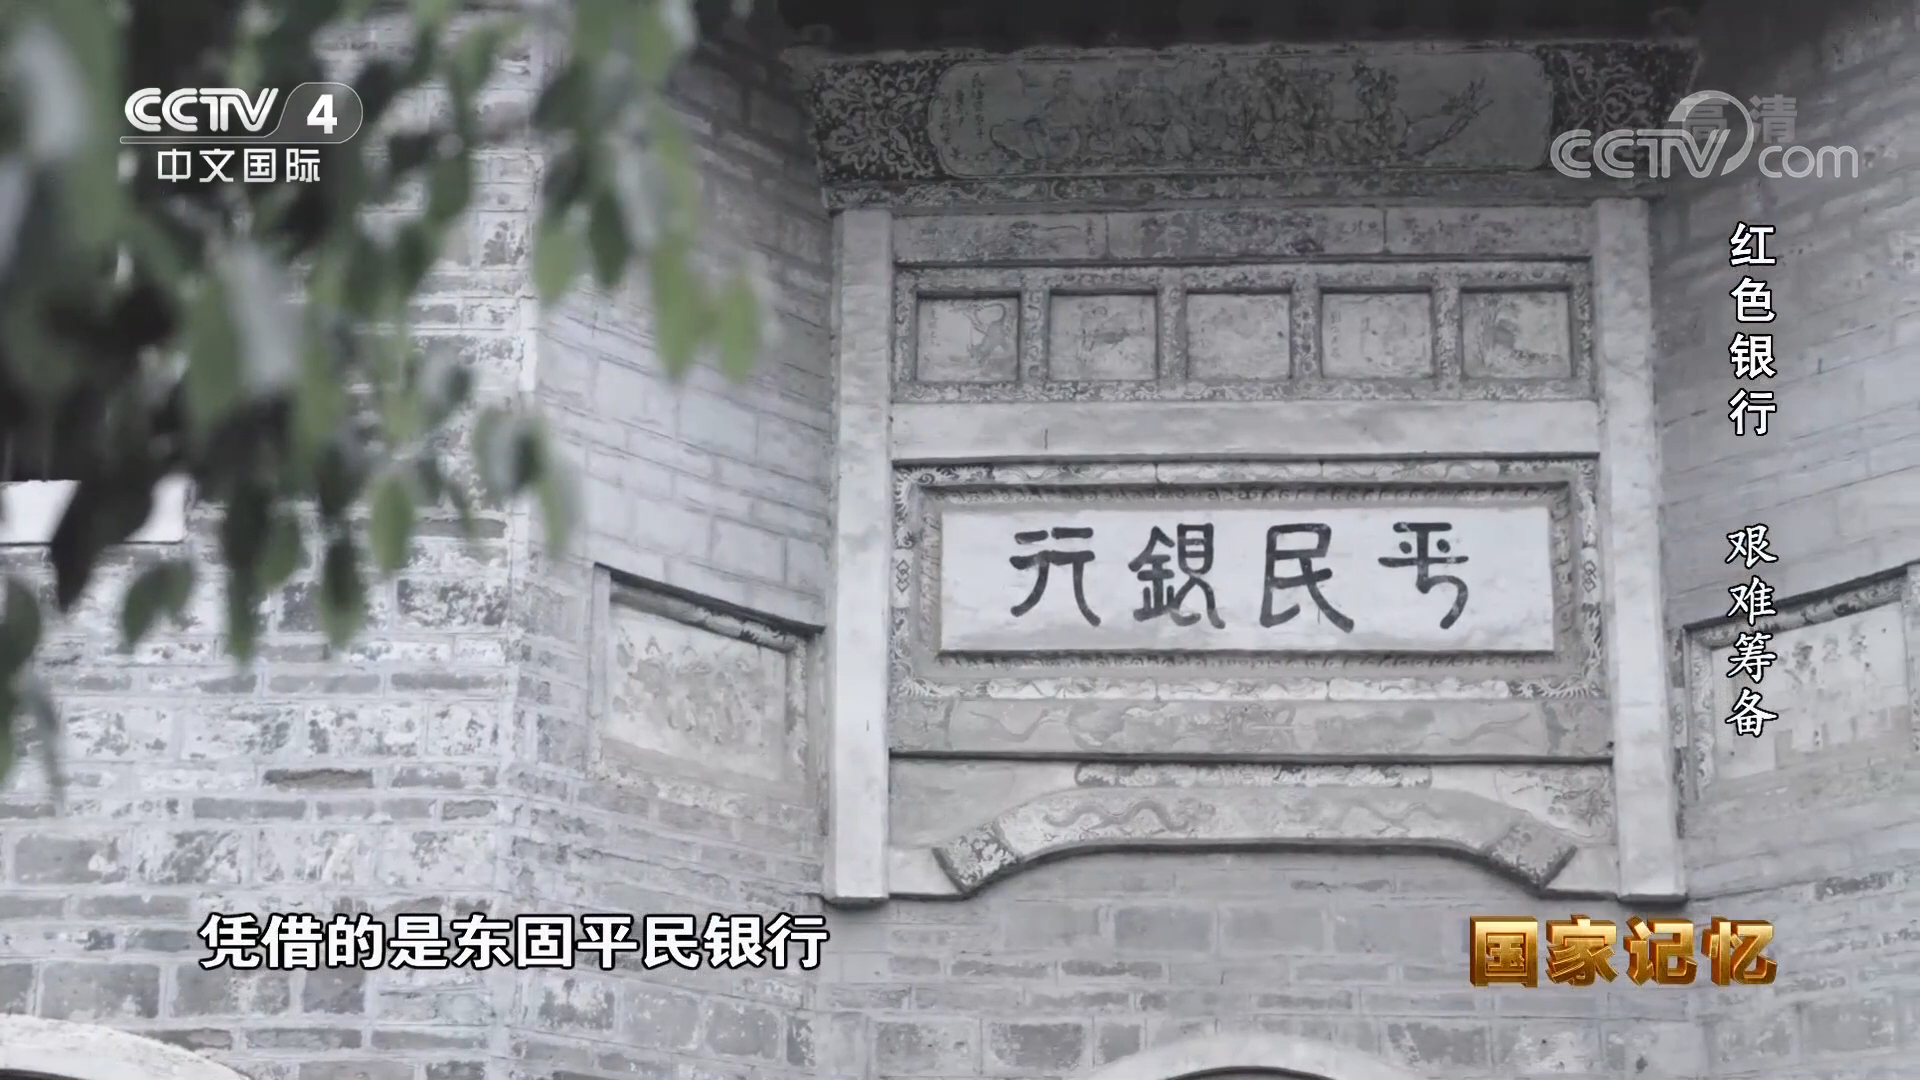 CCTV 4
中文国际
高清
CCTV com
红色银行 艰难筹备
行銀民平
凭借的是东固平民银行
国家记忆